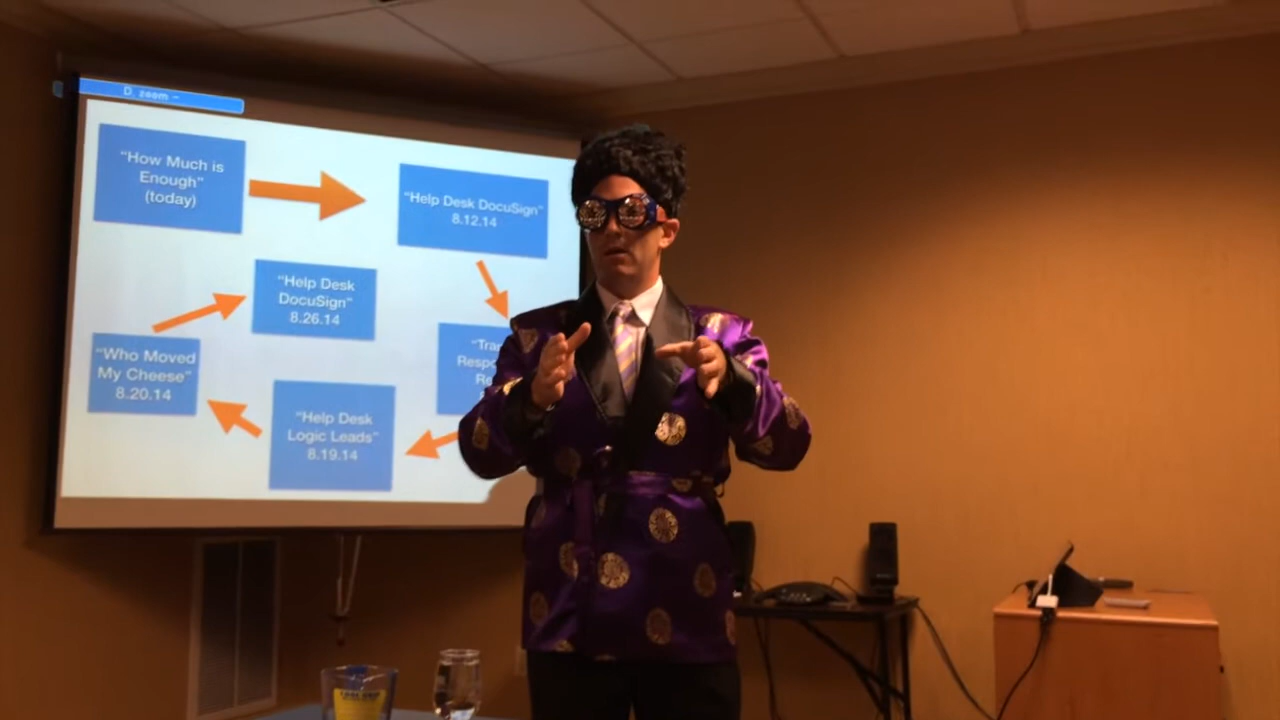 D. zoom ~
"How Much is
Enough"
(today)
"Help Desk DocuSign"
8.12.14
"Help Desk
DocuSign"
8.26.14
"Who Moved
My Cheese"
8.20.14
"Help Desk
Logic Leads"
8.19.14